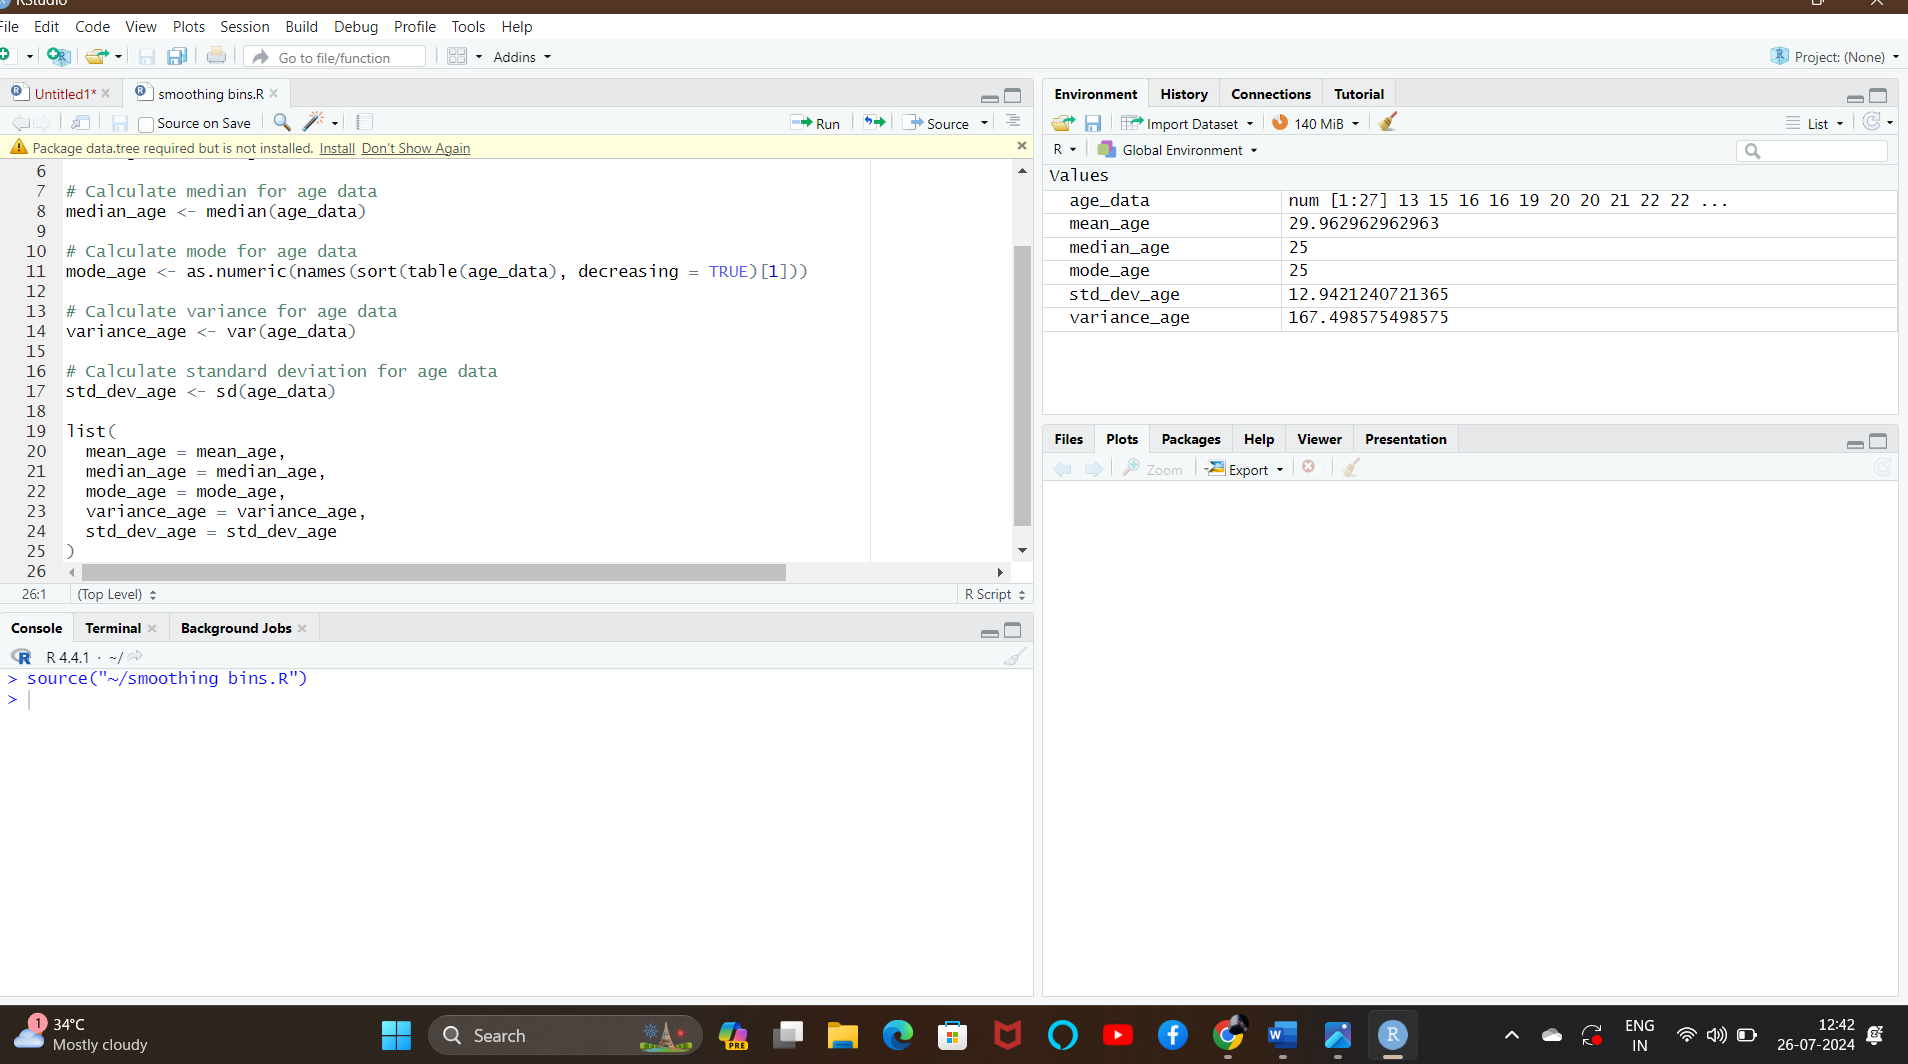 RStudio
File Edit Code View Plots Session Build Debug Profile Tools Help
Go to file/function Addins Project: (None)
Untitled1* smoothing bins.R
Source on Save Run Source
Package data.tree required but is not installed. Install Don't Show Again
6
7 # Calculate median for age data
8 median_age <- median(age_data)
9
10 # Calculate mode for age data
11 mode_age <- as.numeric(names(sort(table(age_data), decreasing = TRUE)[1]))
12
13 # Calculate variance for age data
14 variance_age <- var(age_data)
15
16 # Calculate standard deviation for age data
17 std_dev_age <- sd(age_data)
18
19 list(
20 mean_age = mean_age,
21 median_age = median_age,
22 mode_age = mode_age,
23 variance_age = variance_age,
24 std_dev_age = std_dev_age
25 )
26
26:1 (Top Level) R Script
Console Terminal Background Jobs
R 4.4.1 · ~/
> source("~/smoothing bins.R")
>
Environment History Connections Tutorial
Import Dataset 140 MiB List
R Global Environment
Values
age_data num [1:27] 13 15 16 16 19 20 20 21 22 22 ...
mean_age 29.962962962963
median_age 25
mode_age 25
std_dev_age 12.9421240721365
variance_age 167.498575498575
Files Plots Packages Help Viewer Presentation
Zoom Export
1 34°C
Mostly cloudy
Search
PRE
R
ENG
IN
12:42
26-07-2024